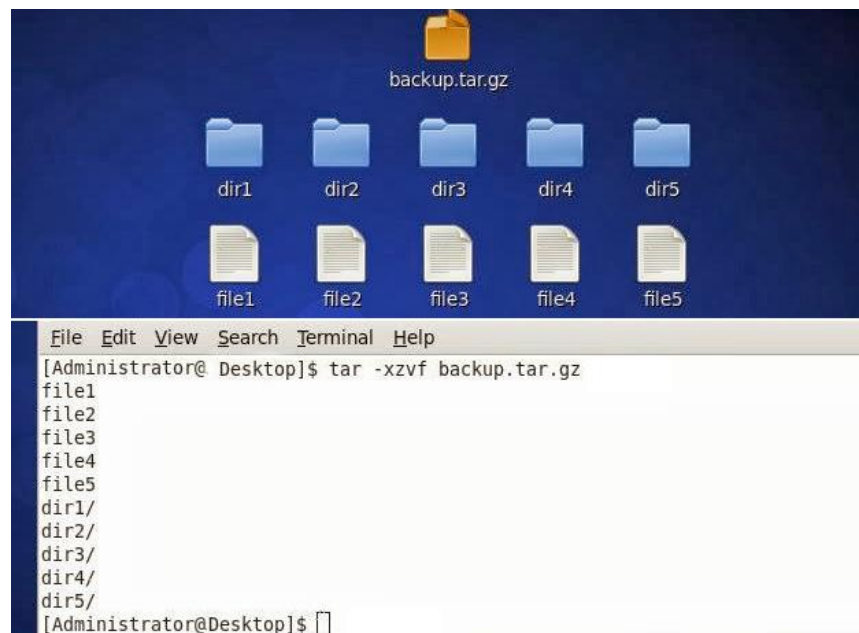 backup.tar.gz
dir1 dir2 dir3 dir4 dir5
file1 file2 file3 file4 file5
File Edit View Search Terminal Help
[Administrator@ Desktop]$ tar -xzvf backup.tar.gz
file1
file2
file3
file4
file5
dir1/
dir2/
dir3/
dir4/
dir5/
[Administrator@Desktop]$